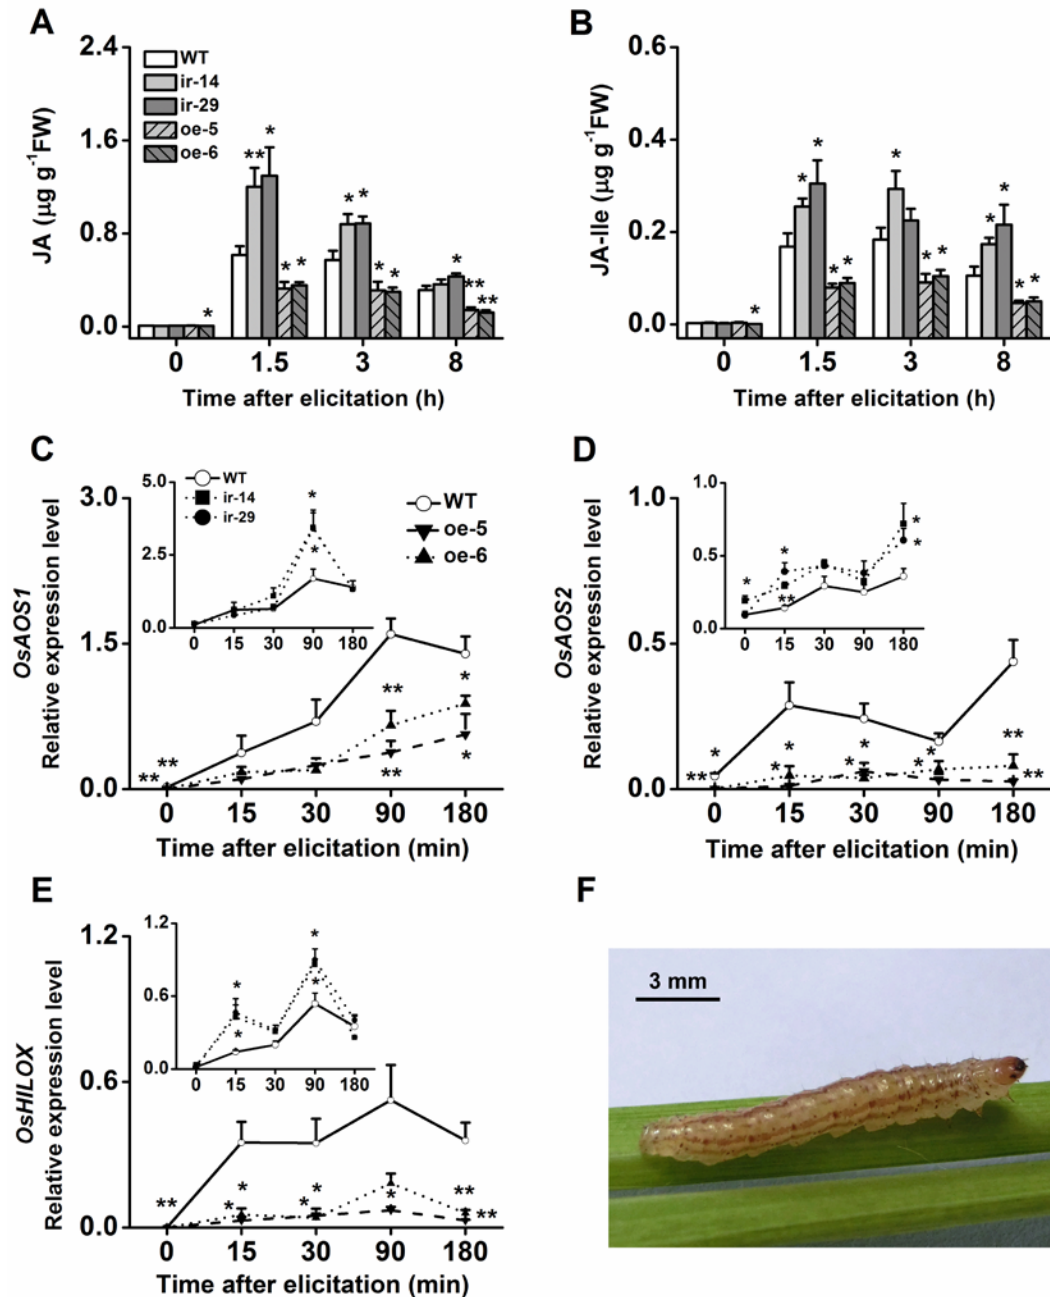 A
2.4
1.6
0.8
0.0
JA (µg g-1FW)
WT
ir-14
ir-29
oe-5
oe-6
** * * * * * * * * ** ** *
0 1.5 3 8
Time after elicitation (h)
B
0.6
0.4
0.2
0.0
JA-Ile (µg g-1FW)
* * * * * * * * * * * *
0 1.5 3 8
Time after elicitation (h)
C
3.0
1.5
0.0
OsAOS1
Relative expression level
5.0
2.5
0.0
WT
ir-14
ir-29
*
*
0 15 30 90 180
WT
oe-5
oe-6
** ** ** ** * *
0 15 30 90 180
Time after elicitation (min)
D
1.0
0.5
0.0
OsAOS2
Relative expression level
1.0
0.5
0.0
* * ** * *
0 15 30 90 180
** * * * * * * ** **
0 15 30 90 180
Time after elicitation (min)
E
1.2
0.6
0.0
OsHILOX
Relative expression level
1.2
0.6
0.0
* * * *
0 15 30 90 180
** * * * * * ** **
0 15 30 90 180
Time after elicitation (min)
F
3 mm